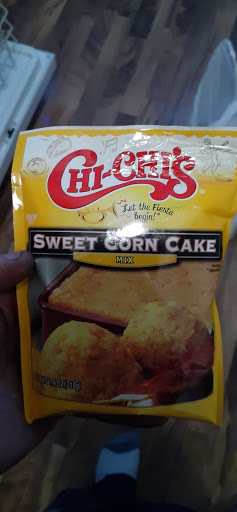 CHI-CHI'S
Let the Fiesta
begin!
SWEET CORN CAKE
MIX